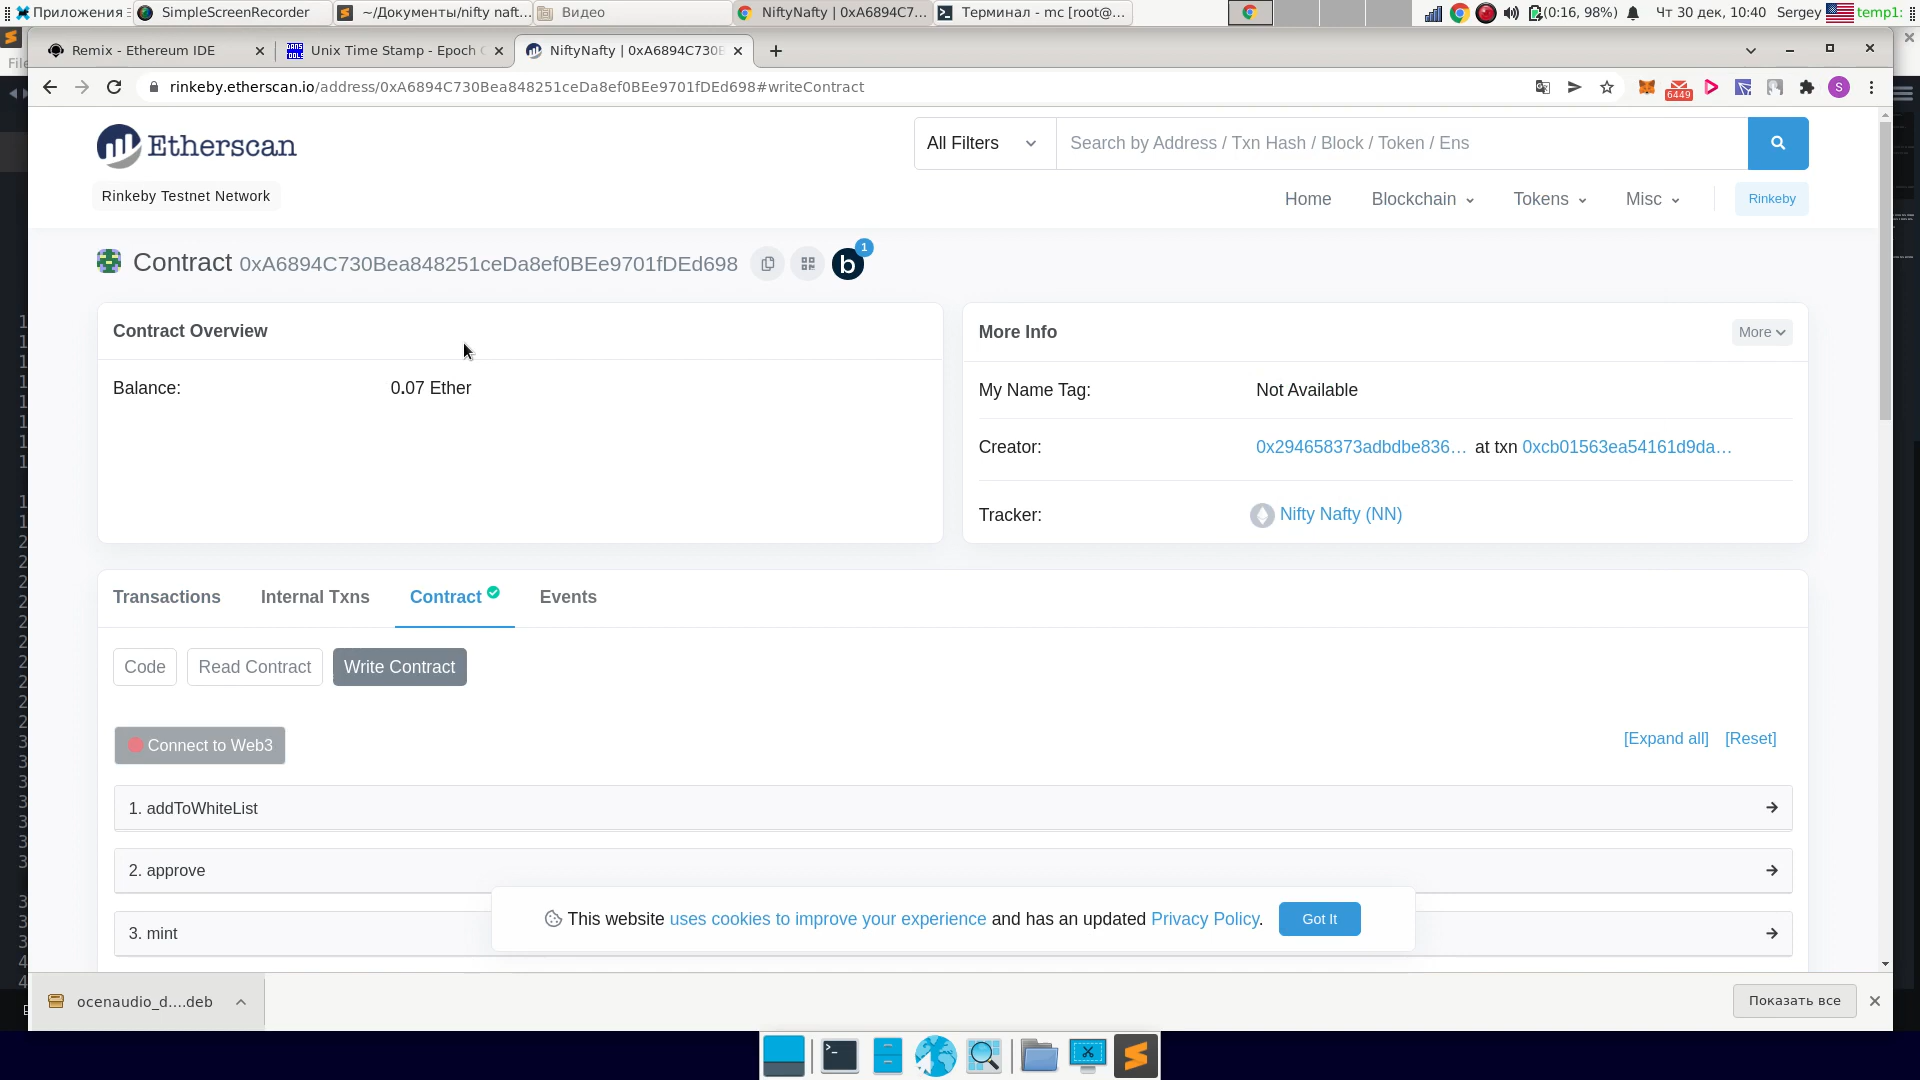 Приложения
SimpleScreenRecorder
~/Документы/nifty naft...
Видео
NiftyNafty | 0xA6894C7...
Терминал - mc [root@...
(0:16, 98%)
Чт 30 дек, 10:40
Sergey
temp1:
File
Remix - Ethereum IDE
Unix Time Stamp - Epoch
NiftyNafty | 0xA6894C730B
rinkeby.etherscan.io/address/0xA6894C730Bea848251ceDa8ef0BEe9701fDEd698#writeContract
6449
S
Etherscan
All Filters
Search by Address / Txn Hash / Block / Token / Ens
Rinkeby Testnet Network
Home
Blockchain
Tokens
Misc
Rinkeby
Contract 0xA6894C730Bea848251ceDa8ef0BEe9701fDEd698
b
1
Contract Overview
Balance:
0.07 Ether
More Info
More
My Name Tag:
Not Available
Creator:
0x294658373adbdbe836... at txn 0xcb01563ea54161d9da...
Tracker:
Nifty Nafty (NN)
Transactions
Internal Txns
Contract
Events
Code
Read Contract
Write Contract
Connect to Web3
[Expand all]
[Reset]
1. addToWhiteList
2. approve
3. mint
This website uses cookies to improve your experience and has an updated Privacy Policy.
Got It
ocenaudio_d....deb
Показать все